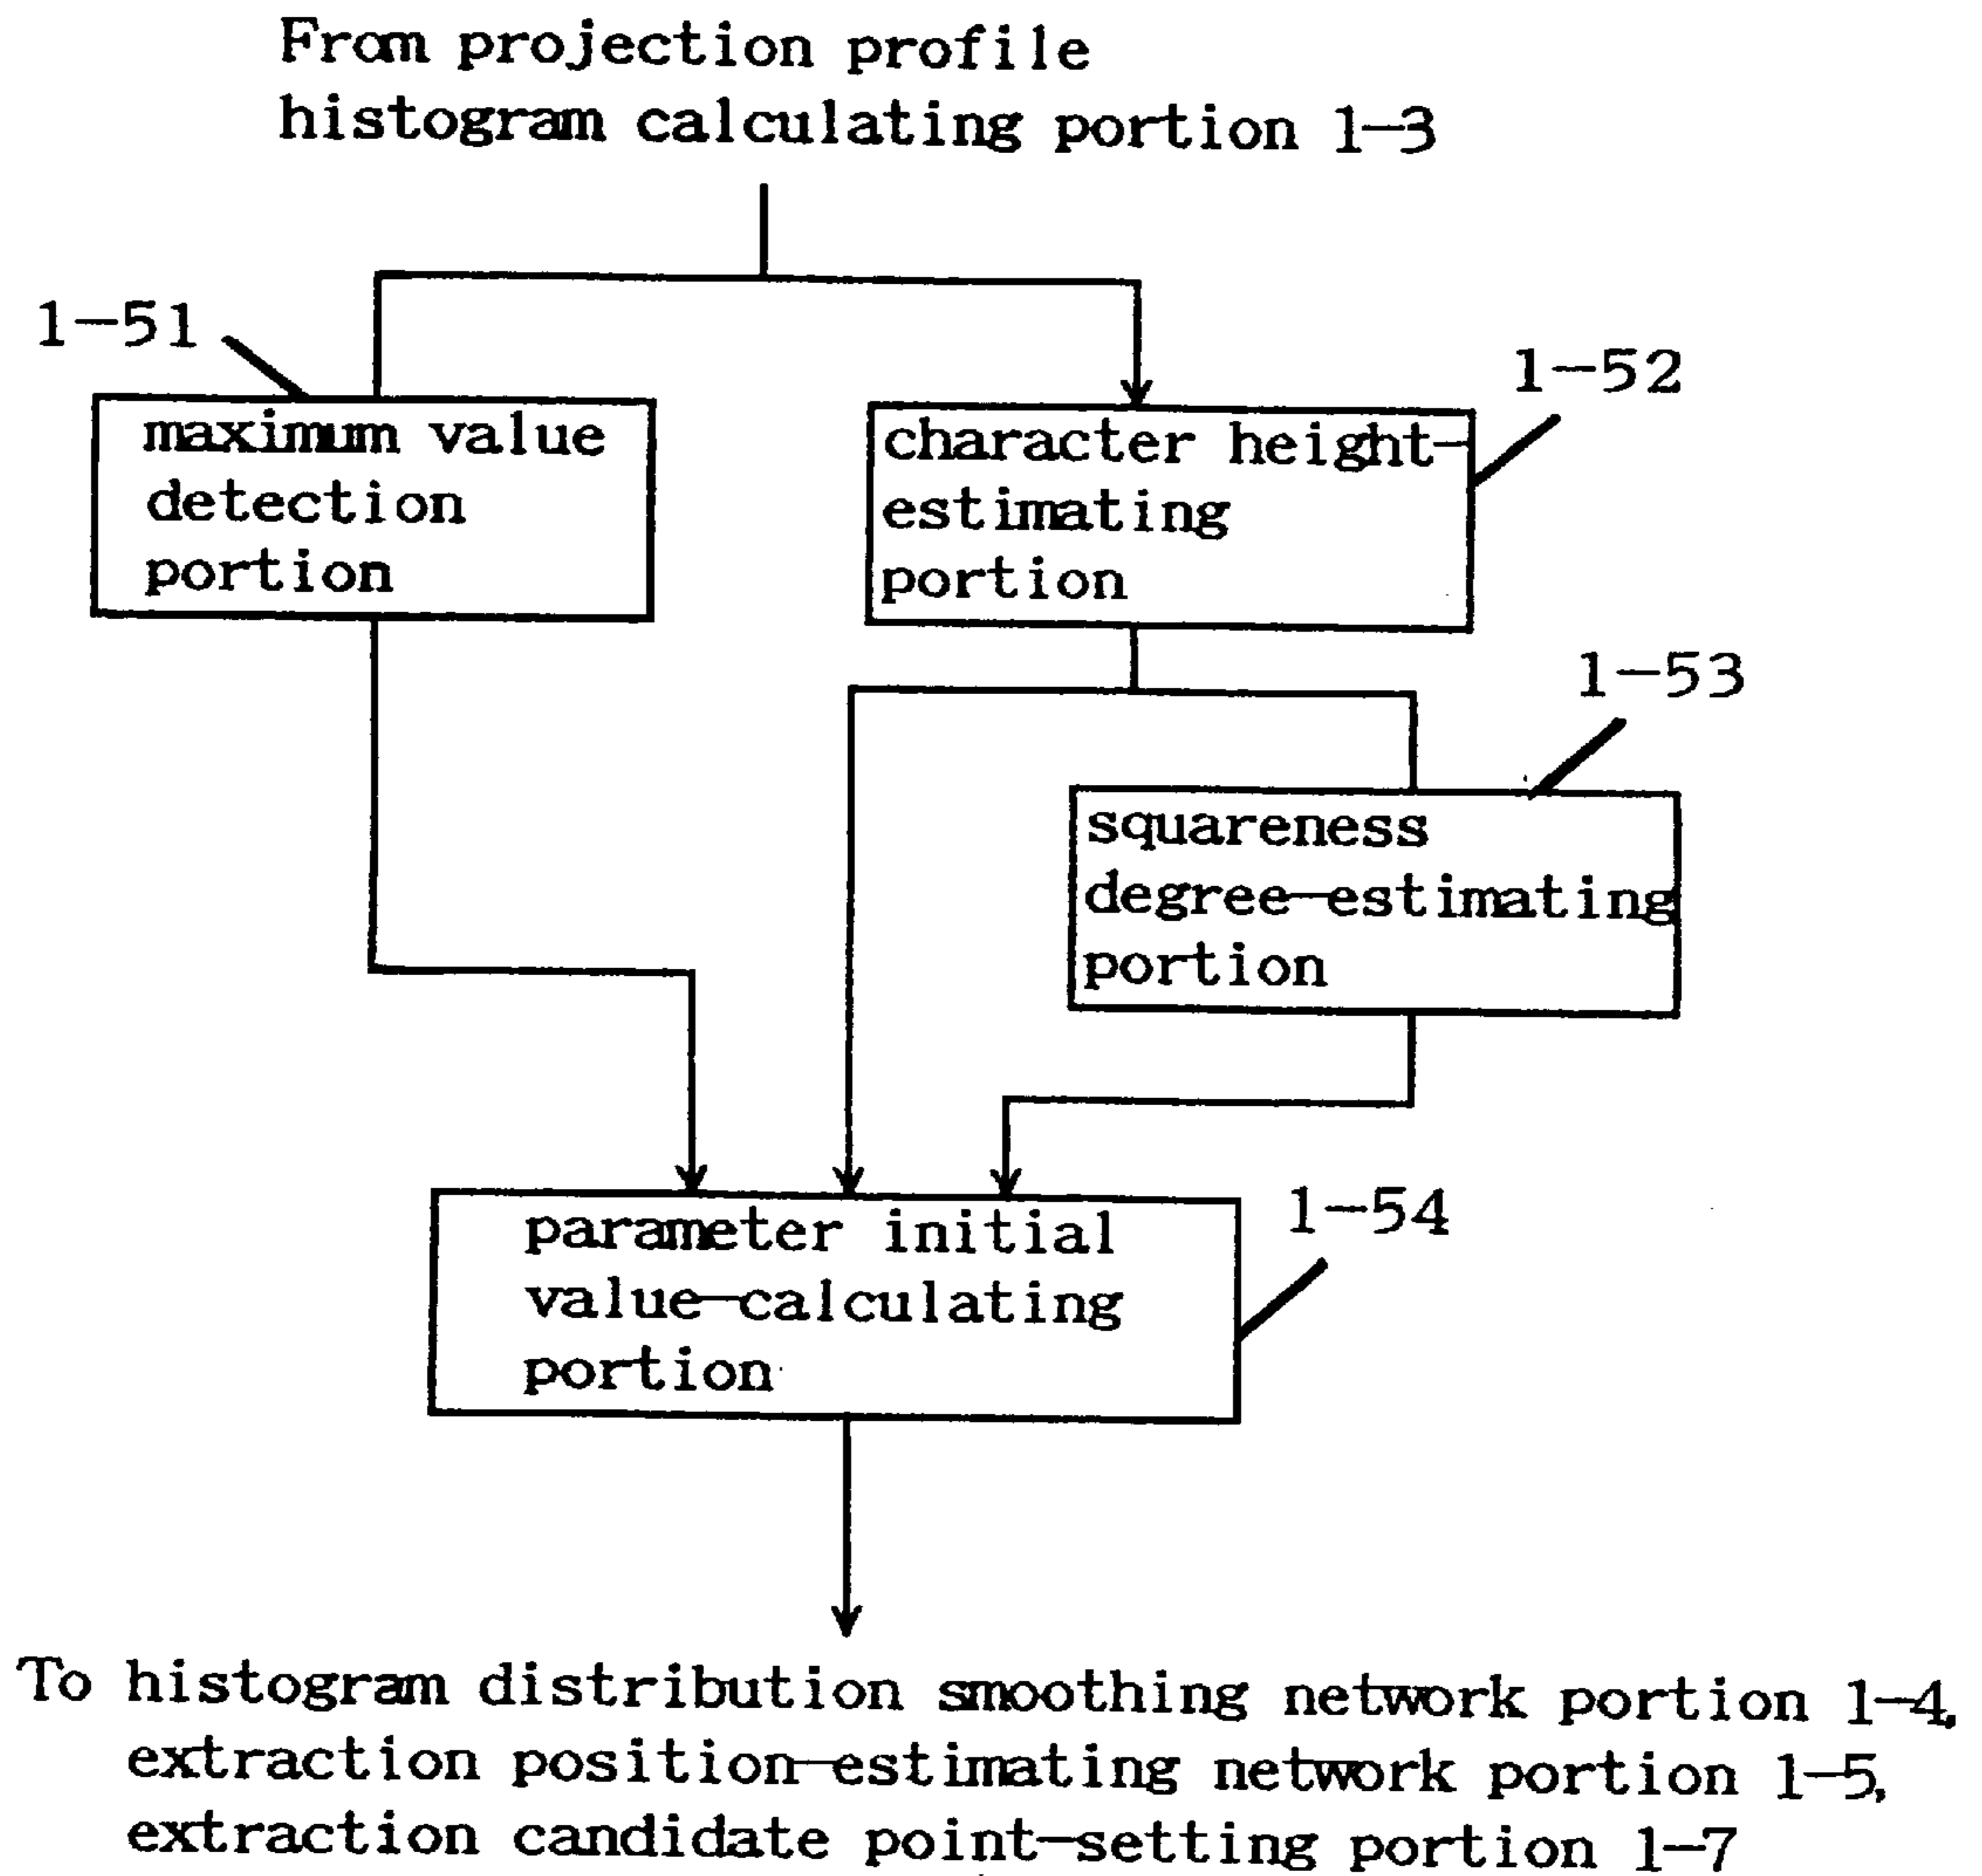 From projection profile
histogram calculating portion 1-3
1-51
maximum value
detection
portion
1-52
character height-
estimating
portion
1-53
squareness
degree-estimating
portion
1-54
parameter initial
value-calculating
portion
To histogram distribution smoothing network portion 1-4,
extraction position-estimating network portion 1-5,
extraction candidate point-setting portion 1-7